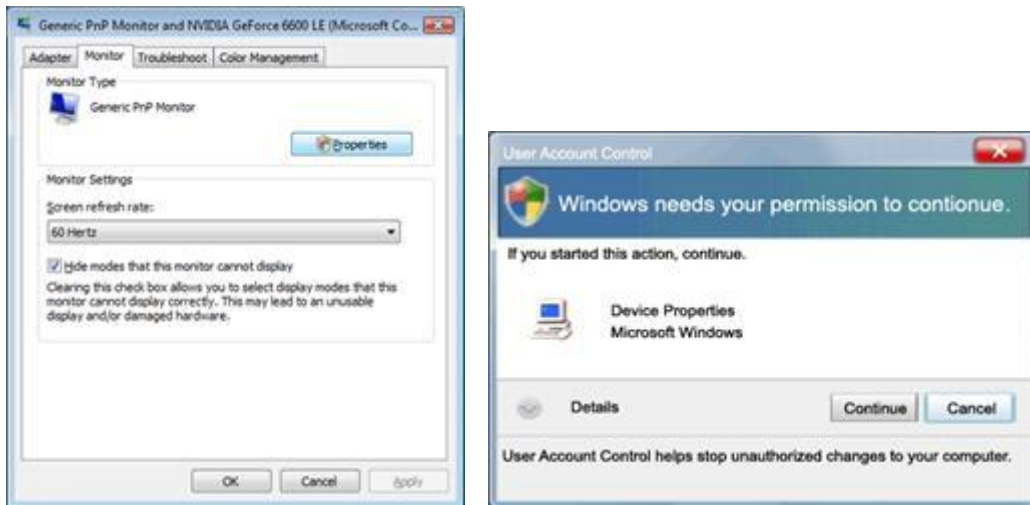 Generic PnP Monitor and NVIDIA GeForce 6600 LE (Microsoft Co...
Adapter Monitor Troubleshoot Color Management
Monitor Type
Generic PnP Monitor
Properties
Monitor Settings
Screen refresh rate:
60 Hertz
Hide modes that this monitor cannot display
Clearing this check box allows you to select display modes that this
monitor cannot display correctly. This may lead to an unusable
display and/or damaged hardware.
OK Cancel Apply
User Account Control
Windows needs your permission to contionue.
If you started this action, continue.
Device Properties
Microsoft Windows
Details Continue Cancel
User Account Control helps stop unauthorized changes to your computer.